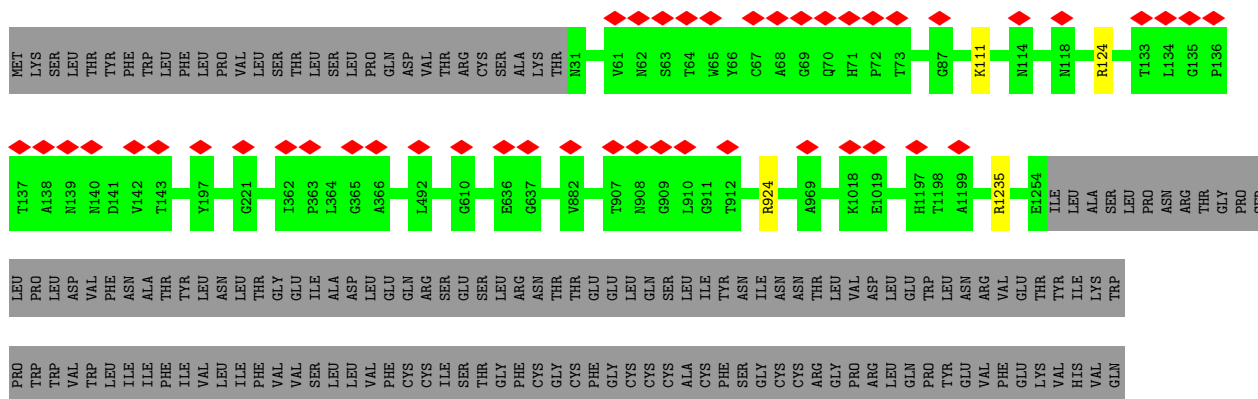 MET LYS SER LEU THR TYR PHE TRP LEU PHE LEU PRO VAL LEU SER THR LEU SER LEU PRO GLN ASP VAL THR ARG CYS SER ALA LYS THR N31 V61 N62 S63 T64 W65 Y66 C67 A68 G69 Q70 H71 P72 T73 G87 K111 N114 N118 R124 T133 L134 G135 P136
T137 A138 N139 N140 D141 V142 T143 Y197 G221 I362 P363 L364 G365 A366 L492 G610 E636 G637 V882 T907 N908 G909 L910 G911 T912 R924 A969 K1018 E1019 H1197 T1198 A1199 R1235 E1254 ILE LEU ALA SER LEU PRO ASN ARG THR GLY PRO SER
LEU PRO LEU ASP VAL PHE ASN ALA THR TYR LEU ASN LEU THR GLY GLU ILE ALA ASP LEU GLU GLN ARG SER GLU SER LEU ARG ASN THR THR GLU GLU LEU GLN SER LEU ILE TYR ASN ILE ASN ASN THR LEU VAL ASP LEU GLU TRP LEU ASN ARG VAL GLU THR TYR ILE LYS TRP
PRO TRP TRP VAL TRP LEU ILE ILE PHE ILE VAL LEU ILE PHE VAL VAL SER LEU LEU VAL PHE CYS CYS ILE SER THR GLY PHE CYS GLY CYS PHE GLY CYS CYS CYS ALA CYS PHE SER GLY CYS CYS ARG GLY PRO ARG LEU GLN PRO TYR GLU VAL PHE GLU LYS VAL HIS VAL GLN